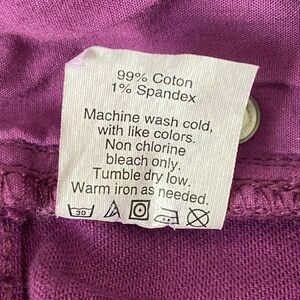 99% Coton
1% Spandex
Machine wash cold,
with like colors.
Non chlorine
bleach only.
Tumble dry low.
Warm iron as needed.
30